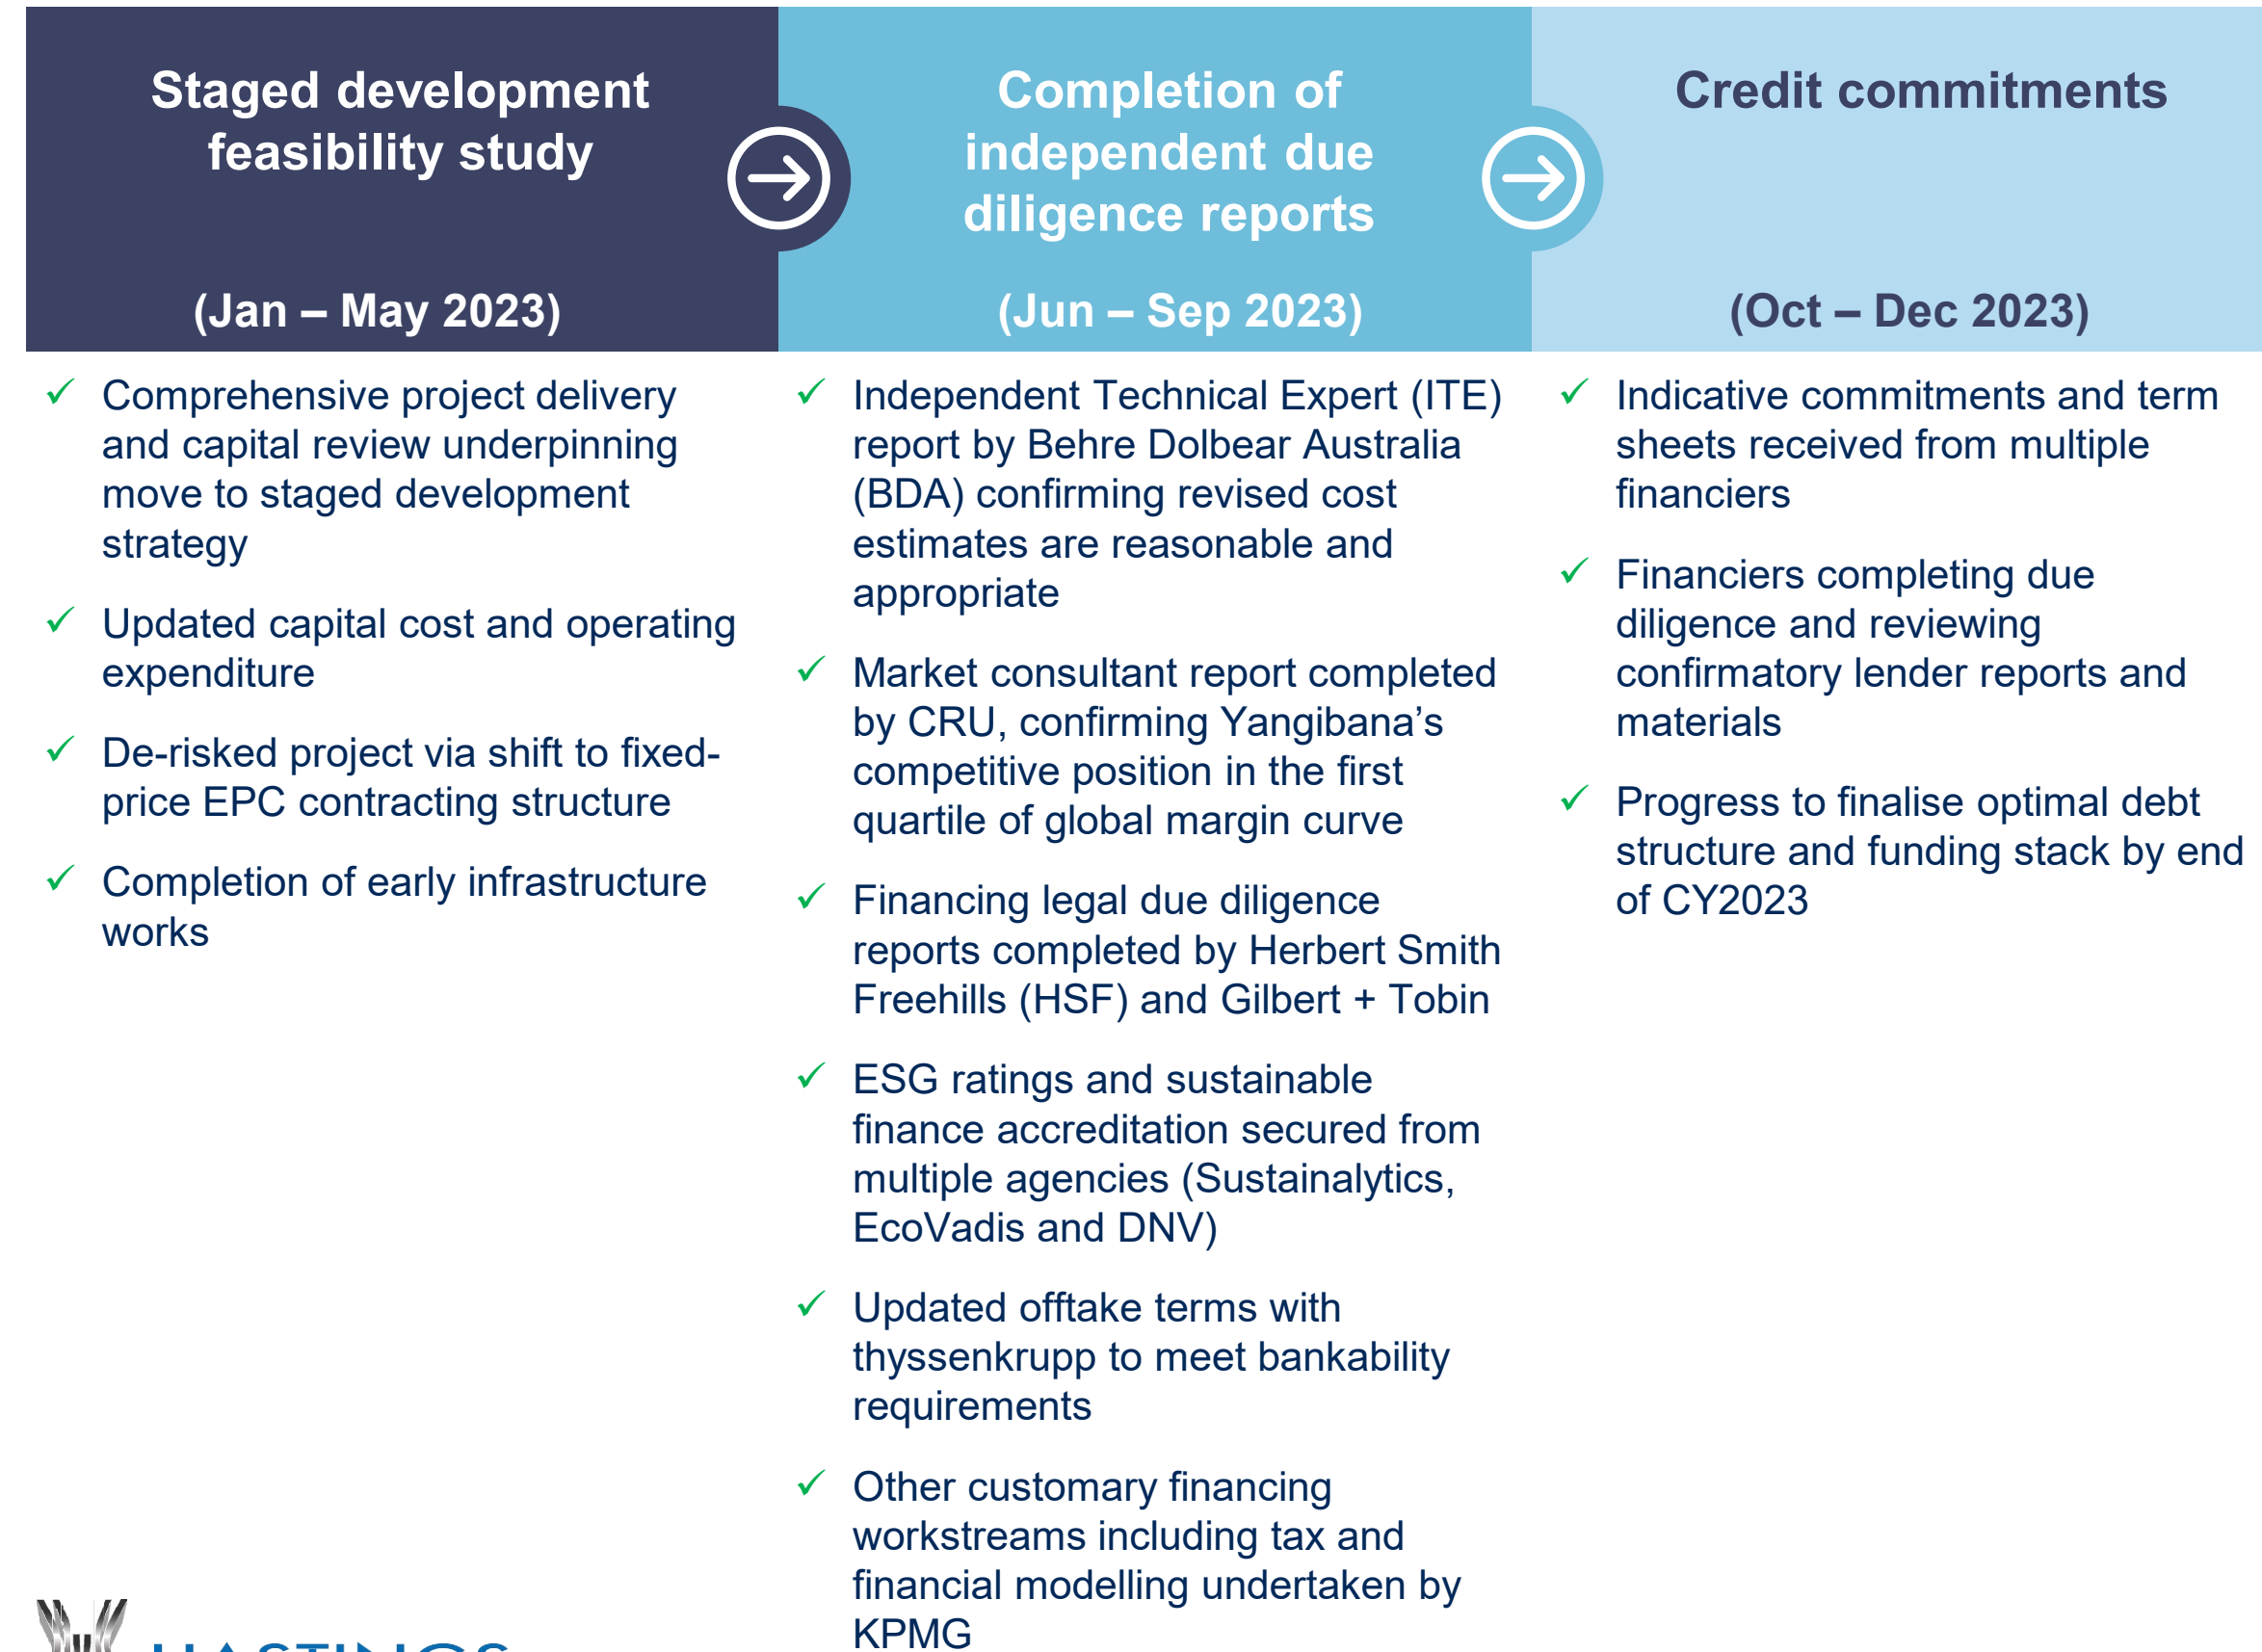 Staged development
feasibility study
(Jan – May 2023)
Completion of
independent due
diligence reports
(Jun – Sep 2023)
Credit commitments
(Oct – Dec 2023)
Comprehensive project delivery
and capital review underpinning
move to staged development
strategy
Updated capital cost and operating
expenditure
De-risked project via shift to fixed-
price EPC contracting structure
Completion of early infrastructure
works
Independent Technical Expert (ITE)
report by Behre Dolbear Australia
(BDA) confirming revised cost
estimates are reasonable and
appropriate
Market consultant report completed
by CRU, confirming Yangibana’s
competitive position in the first
quartile of global margin curve
Financing legal due diligence
reports completed by Herbert Smith
Freehills (HSF) and Gilbert + Tobin
ESG ratings and sustainable
finance accreditation secured from
multiple agencies (Sustainalytics,
EcoVadis and DNV)
Updated offtake terms with
thyssenkrupp to meet bankability
requirements
Other customary financing
workstreams including tax and
financial modelling undertaken by
KPMG
Indicative commitments and term
sheets received from multiple
financiers
Financiers completing due
diligence and reviewing
confirmatory lender reports and
materials
Progress to finalise optimal debt
structure and funding stack by end
of CY2023
HASTINGS